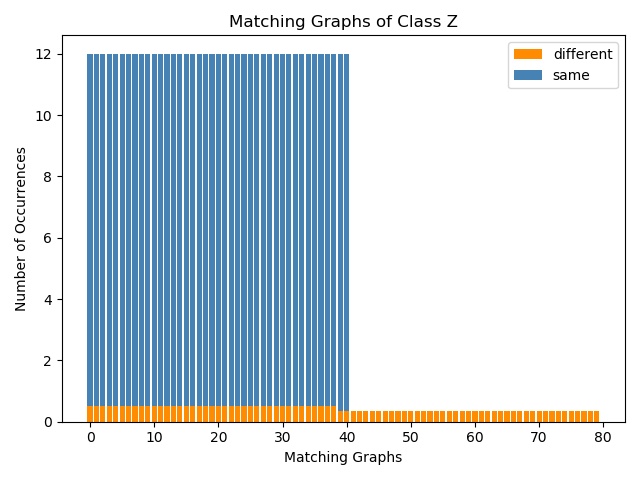 Matching Graphs of Class Z
different
same
Number of Occurrences
12
10
8
6
4
2
0
0 10 20 30 40 50 60 70 80
Matching Graphs